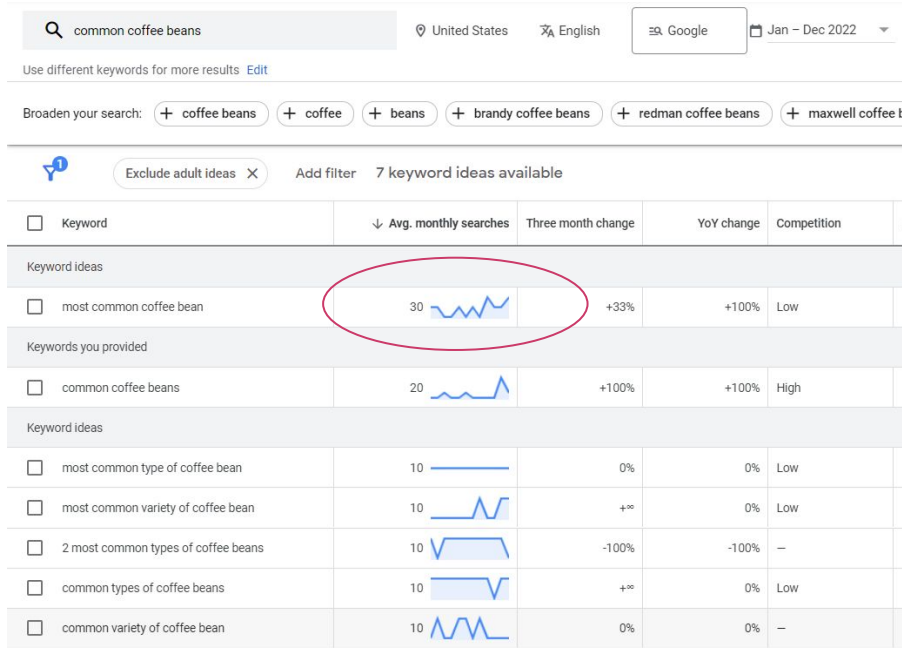 common coffee beans United States English Google Jan – Dec 2022
Use different keywords for more results Edit
Broaden your search: + coffee beans + coffee + beans + brandy coffee beans + redman coffee beans + maxwell coffee
1 Exclude adult ideas × Add filter 7 keyword ideas available
Keyword ↓ Avg. monthly searches Three month change YoY change Competition
Keyword ideas
most common coffee bean 30 +33% +100% Low
Keywords you provided
common coffee beans 20 +100% +100% High
Keyword ideas
most common type of coffee bean 10 0% 0% Low
most common variety of coffee bean 10 +∞ 0% Low
2 most common types of coffee beans 10 -100% -100% –
common types of coffee beans 10 +∞ 0% Low
common variety of coffee bean 10 0% 0% –